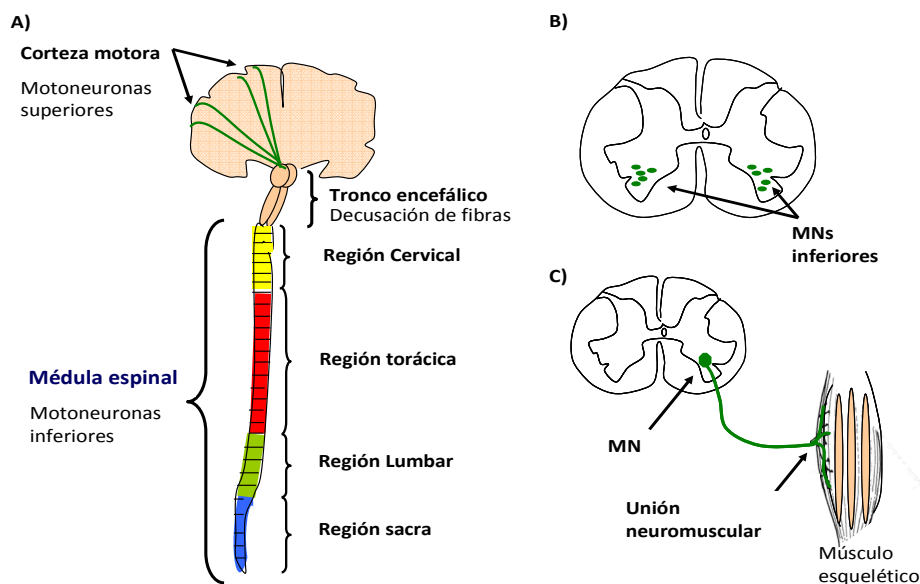 A)
Corteza motora
Motoneuronas
superiores
Tronco encefálico
Decusación de fibras
Región Cervical
Región torácica
Médula espinal
Motoneuronas
inferiores
Región Lumbar
Región sacra
B)
MNs
inferiores
C)
MN
Unión
neuromuscular
Músculo
esquelético